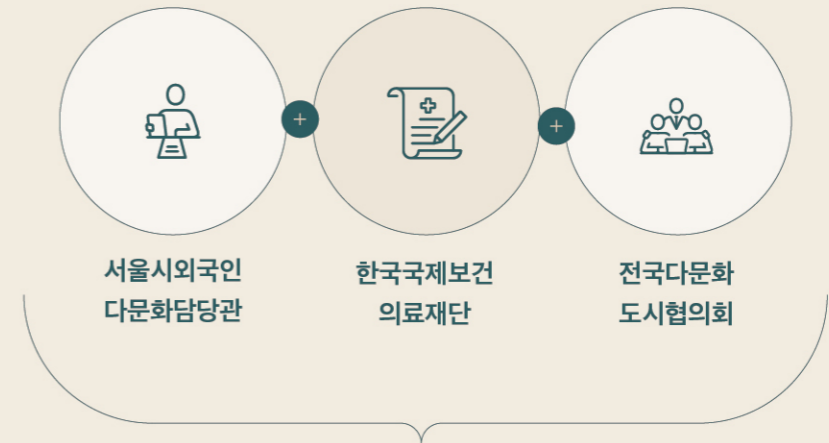 서울시외국인
다문화담당관
한국국제보건
의료재단
전국다문화
도시협의회